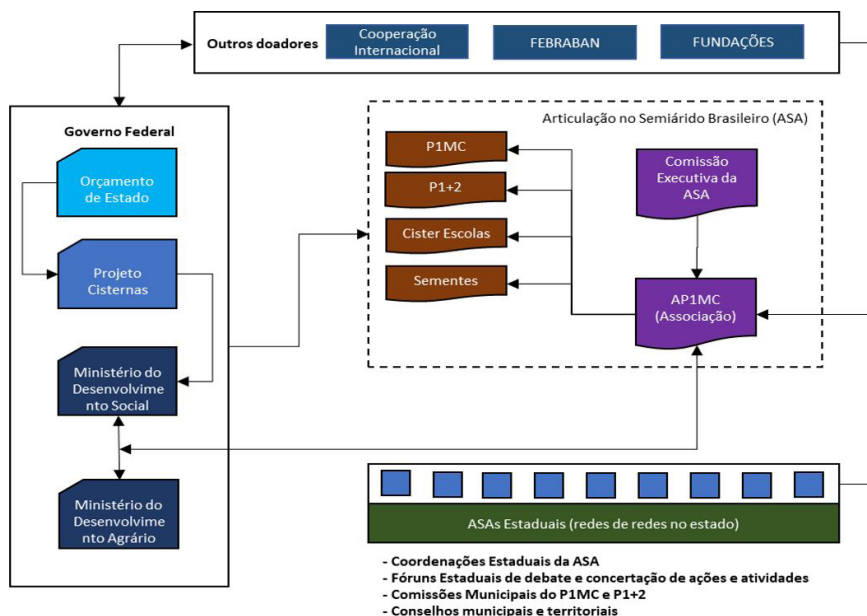 Outros doadores
Cooperação
Internacional
FEBRABAN
FUNDAÇÕES
Governo Federal
Orçamento
de Estado
Projeto
Cisternas
Ministério do
Desenvolvime
nto Social
Ministério do
Desenvolvime
nto Agrário
Articulação no Semiárido Brasileiro (ASA)
P1MC
P1+2
Cister Escolas
Sementes
Comissão
Executiva da
ASA
AP1MC
(Associação)
ASAs Estaduais (redes de redes no estado)
- Coordenações Estaduais da ASA
- Fóruns Estaduais de debate e concertação de ações e atividades
- Comissões Municipais do P1MC e P1+2
- Conselhos municipais e territoriais